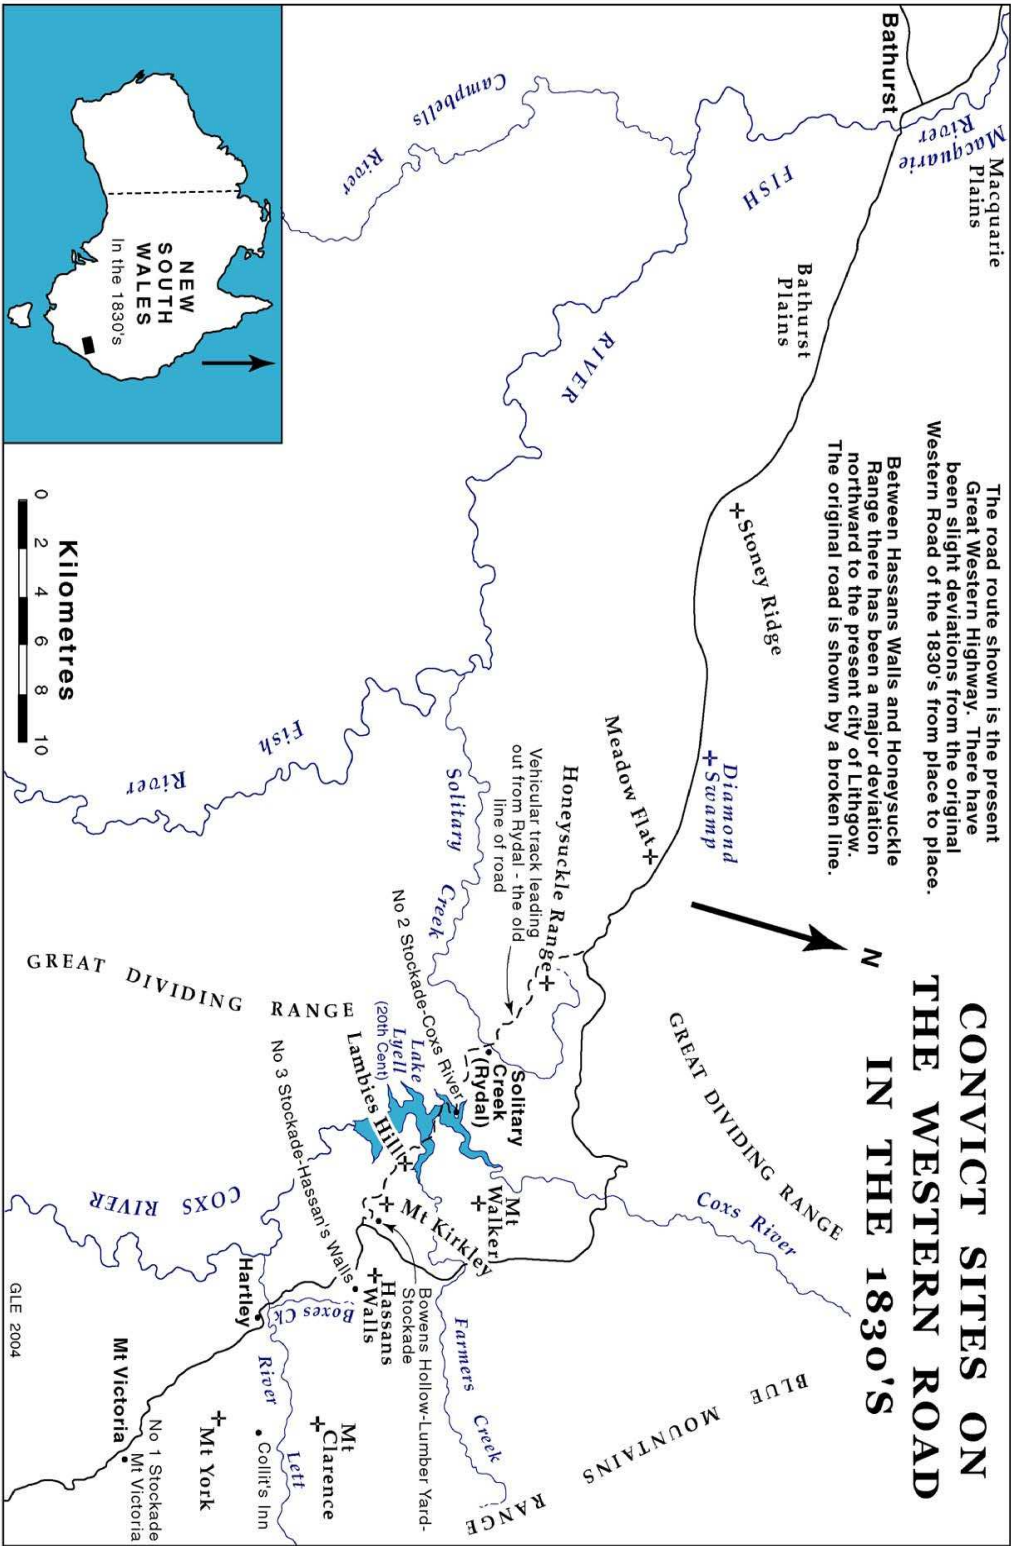 CONVICT SITES ON
THE WESTERN ROAD
IN THE 1830'S
The road route shown is the present
Great Western Highway. There have
been slight deviations from the original
Western Road of the 1830's from place to place.
Between Hassans Walls and Honeysuckle
Range there has been a major deviation
northward to the present city of Lithgow.
The original road is shown by a broken line.
N
Macquarie
Plains
Macquarie
River
Bathurst
Bathurst
Plains
FISH
RIVER
Campbells
River
Stoney Ridge
Diamond
Swamp
Meadow Flat
Honeysuckle Range
Vehicular track leading
out from Rydal - the old
line of road
Solitary
Creek
GREAT DIVIDING RANGE
Coxs River
BLUE MOUNTAINS RANGE
Solitary
Creek
(Rydal)
No 2 Stockade-Coxs River
Lake
Lyell
(20th Cent)
Lambies Hill
Mt
Walker
Mt Kirkley
Farmers Creek
Bowens Hollow-Lumber Yard-
Stockade
Hassans
Walls
No 3 Stockade-Hassan's Walls
Boxes Ck
Hartley
River Lett
Mt
Clarence
Collit's Inn
Mt York
Mt Victoria
No 1 Stockade
Mt Victoria
COXS RIVER
GREAT DIVIDING RANGE
Fish
River
NEW
SOUTH
WALES
In the 1830's
0 2 4 6 8 10
Kilometres
GLE 2004